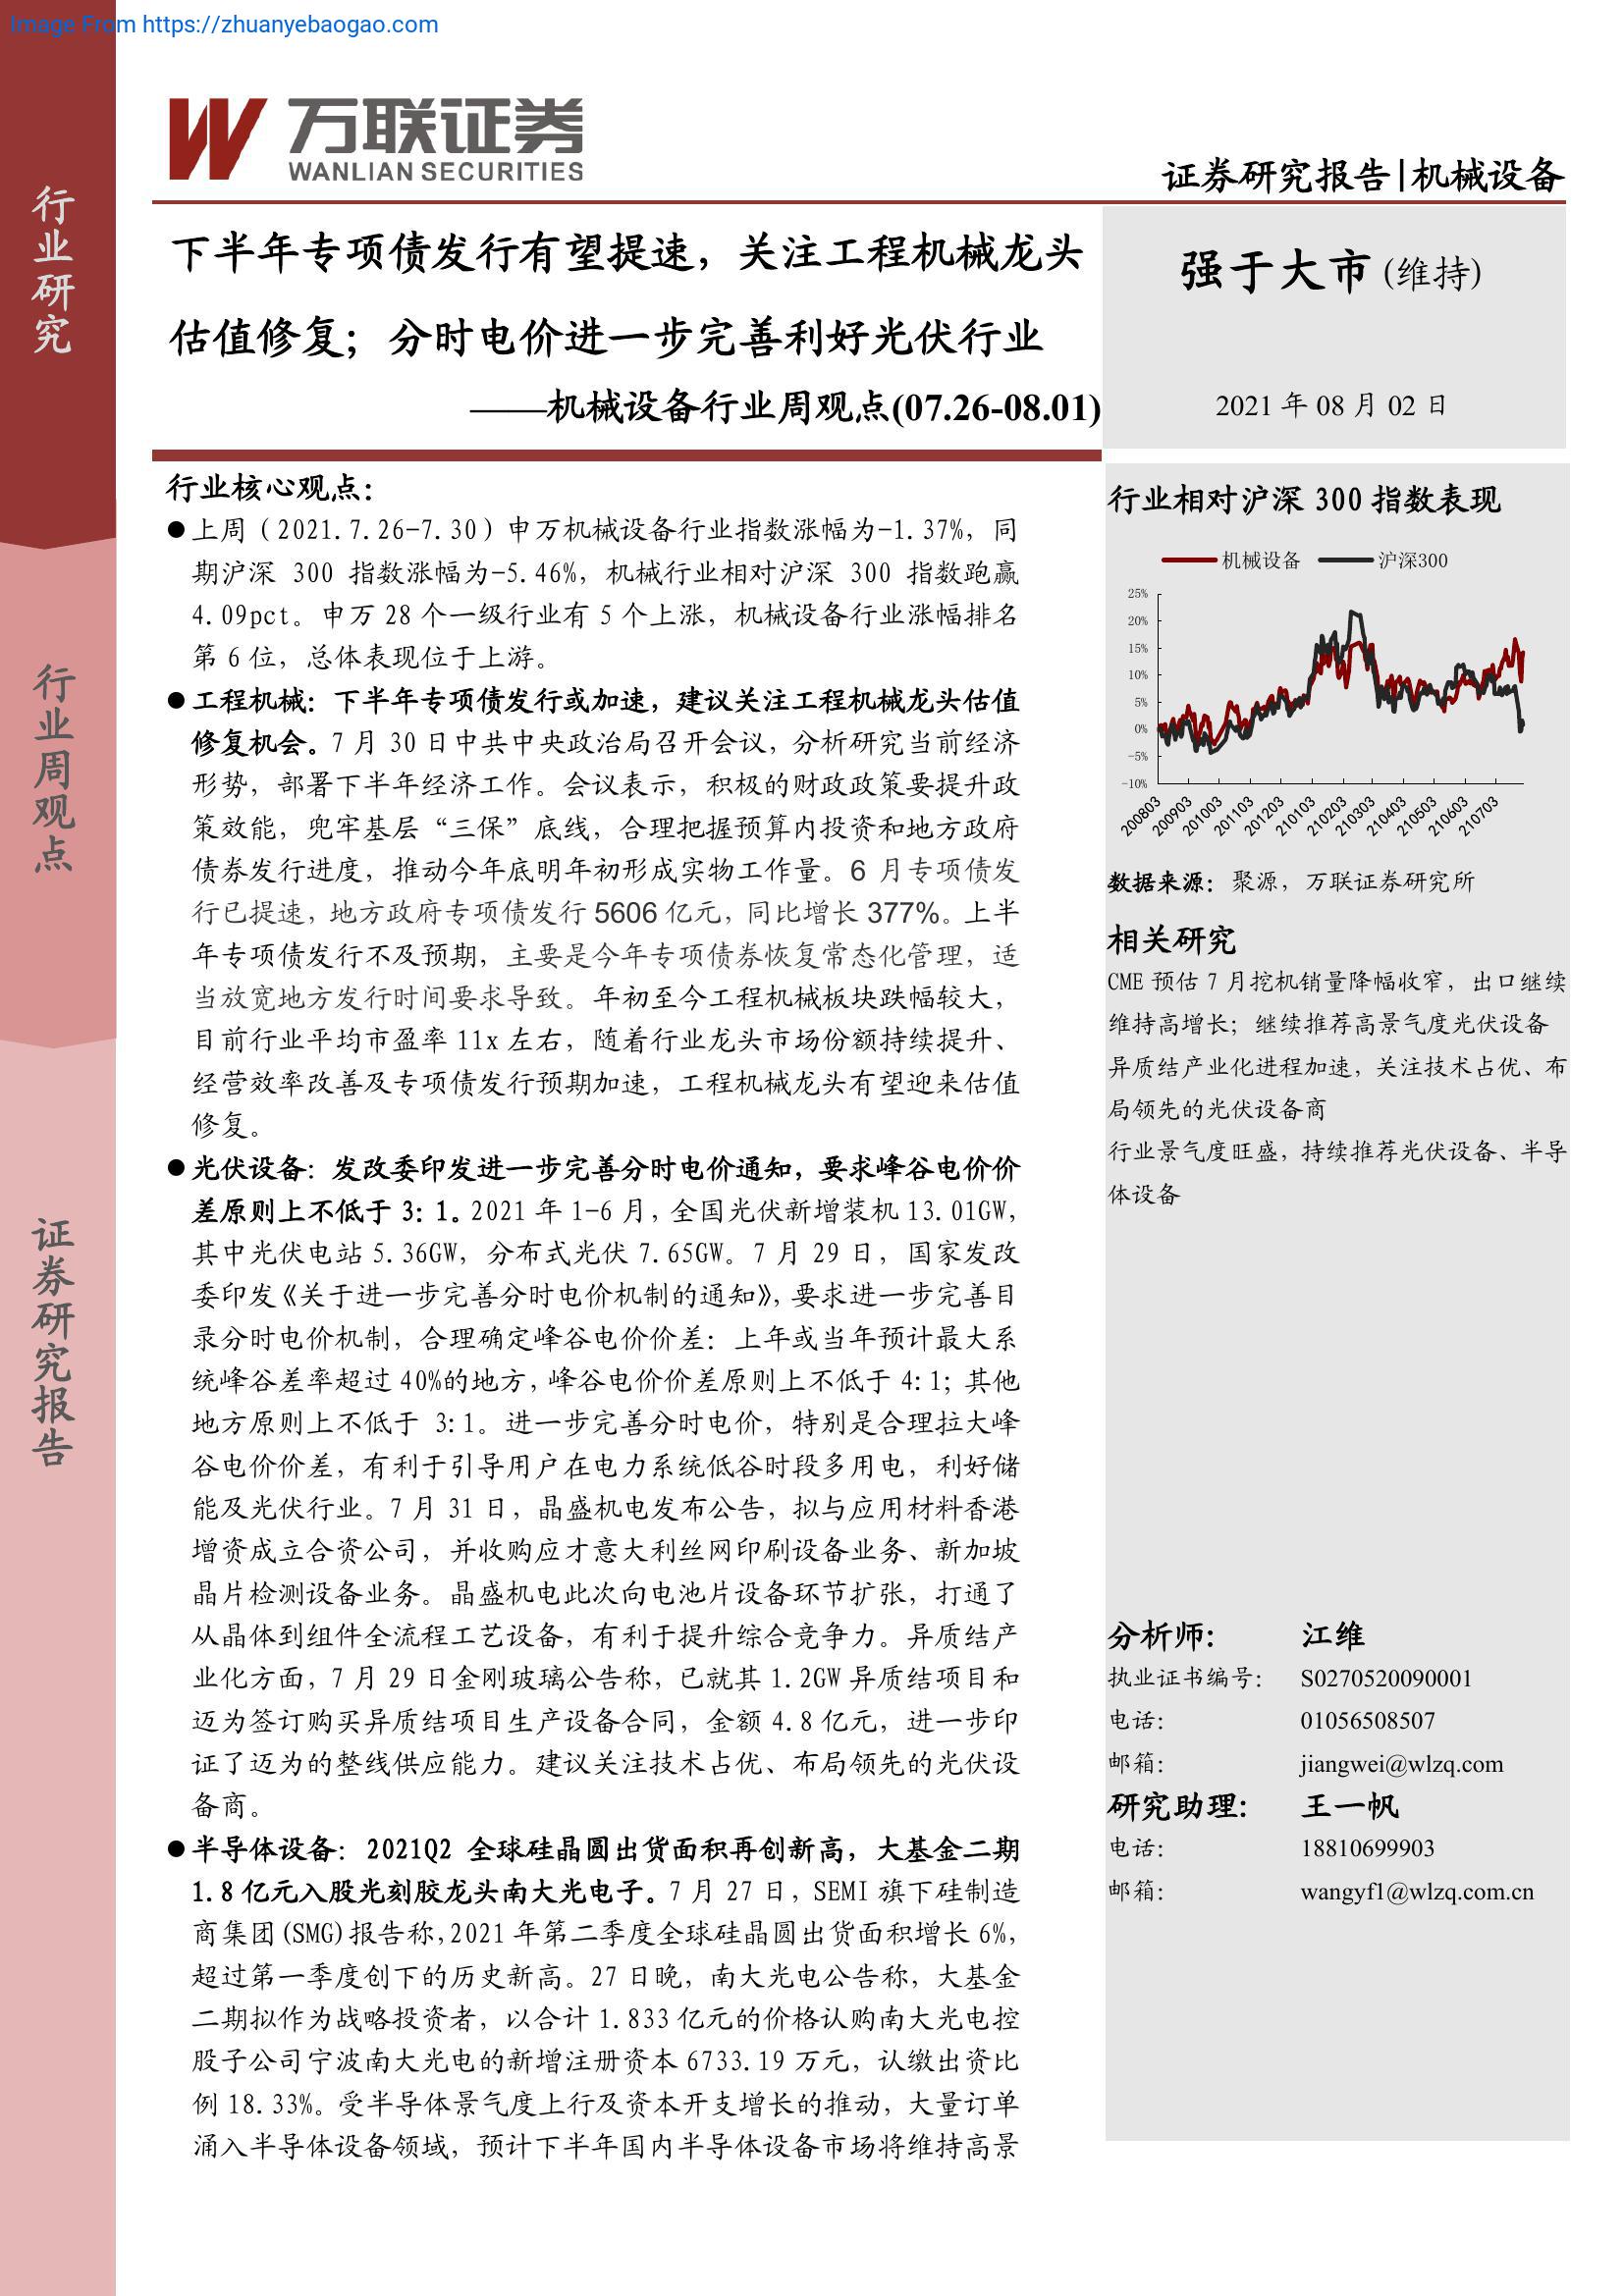 Image From https://zhuanyebaogao.com
万联证券
WANLIAN SECURITIES
证券研究报告|机械设备
行业研究
行业周观点
证券研究报告
下半年专项债发行有望提速，关注工程机械龙头
估值修复；分时电价进一步完善利好光伏行业
——机械设备行业周观点(07.26-08.01)
强于大市(维持)
2021 年 08 月 02 日
行业核心观点：
●上周（2021.7.26-7.30）申万机械设备行业指数涨幅为-1.37%，同
期沪深 300 指数涨幅为-5.46%，机械行业相对沪深 300 指数跑赢
4.09pct。申万 28 个一级行业有 5 个上涨，机械设备行业涨幅排名
第 6 位，总体表现位于上游。
●工程机械：下半年专项债发行或加速，建议关注工程机械龙头估值
修复机会。7 月 30 日中共中央政治局召开会议，分析研究当前经济
形势，部署下半年经济工作。会议表示，积极的财政政策要提升政
策效能，兜牢基层“三保”底线，合理把握预算内投资和地方政府
债券发行进度，推动今年底明年初形成实物工作量。6 月专项债发
行已提速，地方政府专项债发行 5606 亿元，同比增长 377%。上半
年专项债发行不及预期，主要是今年专项债券恢复常态化管理，适
当放宽地方发行时间要求导致。年初至今工程机械板块跌幅较大，
目前行业平均市盈率 11x 左右，随着行业龙头市场份额持续提升、
经营效率改善及专项债发行预期加速，工程机械龙头有望迎来估值
修复。
●光伏设备：发改委印发进一步完善分时电价通知，要求峰谷电价价
差原则上不低于 3：1。2021 年 1-6 月，全国光伏新增装机 13.01GW，
其中光伏电站 5.36GW，分布式光伏 7.65GW。7 月 29 日，国家发改
委印发《关于进一步完善分时电价机制的通知》，要求进一步完善目
录分时电价机制，合理确定峰谷电价价差：上年或当年预计最大系
统峰谷差率超过 40%的地方，峰谷电价价差原则上不低于 4:1；其他
地方原则上不低于 3:1。进一步完善分时电价，特别是合理拉大峰
谷电价价差，有利于引导用户在电力系统低谷时段多用电，利好储
能及光伏行业。7 月 31 日，晶盛机电发布公告，拟与应用材料香港
增资成立合资公司，并收购应才意大利丝网印刷设备业务、新加坡
晶片检测设备业务。晶盛机电此次向电池片设备环节扩张，打通了
从晶体到组件全流程工艺设备，有利于提升综合竞争力。异质结产
业化方面，7 月 29 日金刚玻璃公告称，已就其 1.2GW 异质结项目和
迈为签订购买异质结项目生产设备合同，金额 4.8 亿元，进一步印
证了迈为的整线供应能力。建议关注技术占优、布局领先的光伏设
备商。
●半导体设备：2021Q2 全球硅晶圆出货面积再创新高，大基金二期
1.8 亿元入股光刻胶龙头南大光电子。7 月 27 日，SEMI 旗下硅制造
商集团(SMG)报告称，2021 年第二季度全球硅晶圆出货面积增长 6%，
超过第一季度创下的历史新高。27 日晚，南大光电公告称，大基金
二期拟作为战略投资者，以合计 1.833 亿元的价格认购南大光电控
股子公司宁波南大光电的新增注册资本 6733.19 万元，认缴出资比
例 18.33%。受半导体景气度上行及资本开支增长的推动，大量订单
涌入半导体设备领域，预计下半年国内半导体设备市场将维持高景
行业相对沪深 300 指数表现
机械设备 沪深300
25%
20%
15%
10%
5%
0%
-5%
-10%
200803 200903 201003 201103 201203 210103 210203 210303 210403 210503 210603 210703
数据来源：聚源，万联证券研究所
相关研究
CME 预估 7 月挖机销量降幅收窄，出口继续
维持高增长；继续推荐高景气度光伏设备
异质结产业化进程加速，关注技术占优、布
局领先的光伏设备商
行业景气度旺盛，持续推荐光伏设备、半导
体设备
分析师： 江维
执业证书编号： S0270520090001
电话： 01056508507
邮箱： jiangwei@wlzq.com
研究助理： 王一帆
电话： 18810699903
邮箱： wangyf1@wlzq.com.cn